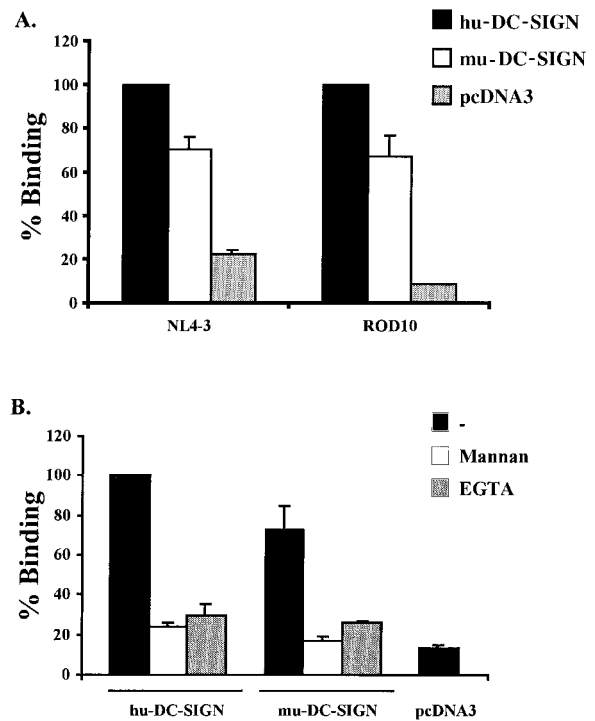 A.
hu-DC-SIGN
mu-DC-SIGN
pcDNA3
120
100
80
60
40
20
0
% Binding
NL4-3 ROD10
B.
-
Mannan
EGTA
120
100
80
60
40
20
0
% Binding
hu-DC-SIGN mu-DC-SIGN pcDNA3